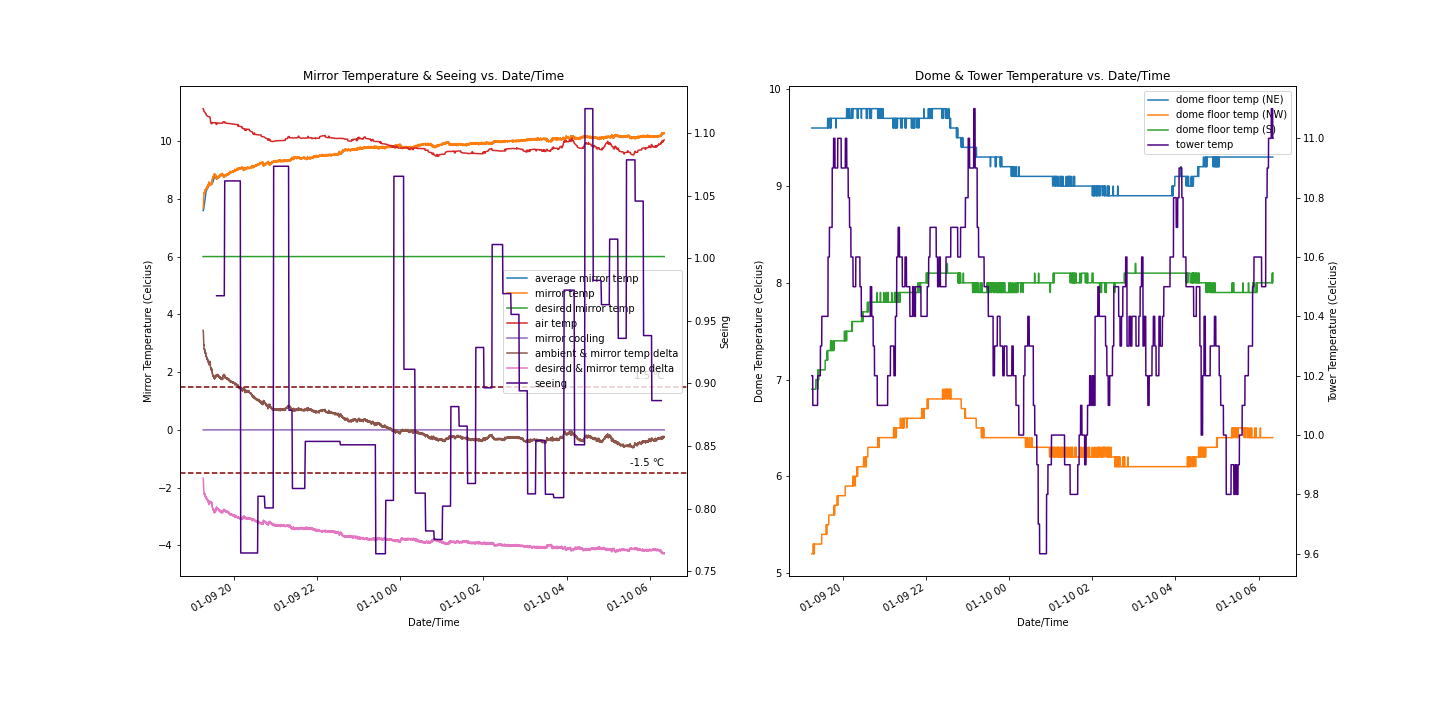 Mirror Temperature & Seeing vs. Date/Time
Mirror Temperature (Celcius)
10
8
6
4
2
0
−2
−4
average mirror temp
mirror temp
desired mirror temp
air temp
mirror cooling
ambient & mirror temp delta
desired & mirror temp delta
seeing
1.5 °C
-1.5 °C
1.10
1.05
1.00
0.95
0.90
0.85
0.80
0.75
Seeing
01-09 20
01-09 22
01-10 00
01-10 02
01-10 04
01-10 06
Date/Time
Dome & Tower Temperature vs. Date/Time
Dome Temperature (Celcius)
10
9
8
7
6
5
dome floor temp (NE)
dome floor temp (NW)
dome floor temp (S)
tower temp
11.0
10.8
10.6
10.4
10.2
10.0
9.8
9.6
Tower Temperature (Celcius)
01-09 20
01-09 22
01-10 00
01-10 02
01-10 04
01-10 06
Date/Time